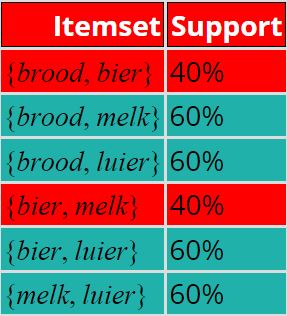 Itemset Support
{brood, bier} 40%
{brood, melk} 60%
{brood, luier} 60%
{bier, melk} 40%
{bier, luier} 60%
{melk, luier} 60%